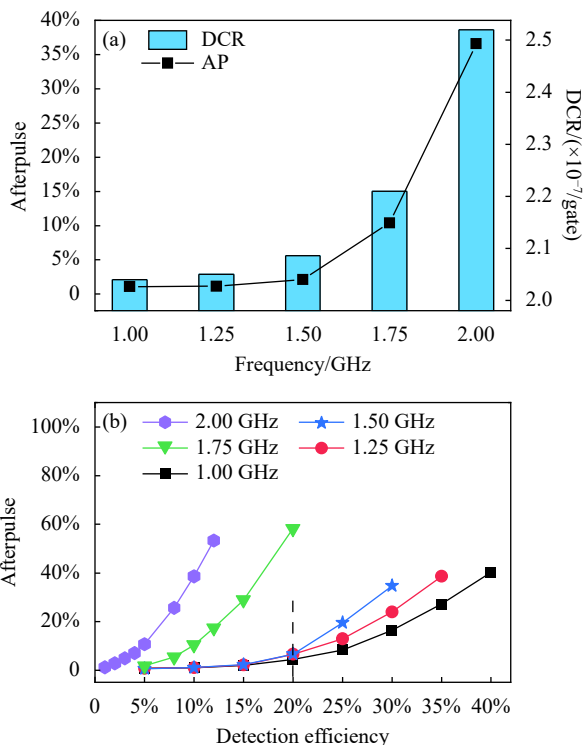 (a)
DCR
AP
40%
35%
30%
25%
20%
15%
10%
5%
0
Afterpulse
2.5
2.4
2.3
2.2
2.1
2.0
DCR/(×10⁻⁷/gate)
1.00 1.25 1.50 1.75 2.00
Frequency/GHz
(b)
2.00 GHz 1.50 GHz
1.75 GHz 1.25 GHz
1.00 GHz
100%
80%
60%
40%
20%
0
Afterpulse
0 5% 10% 15% 20% 25% 30% 35% 40%
Detection efficiency